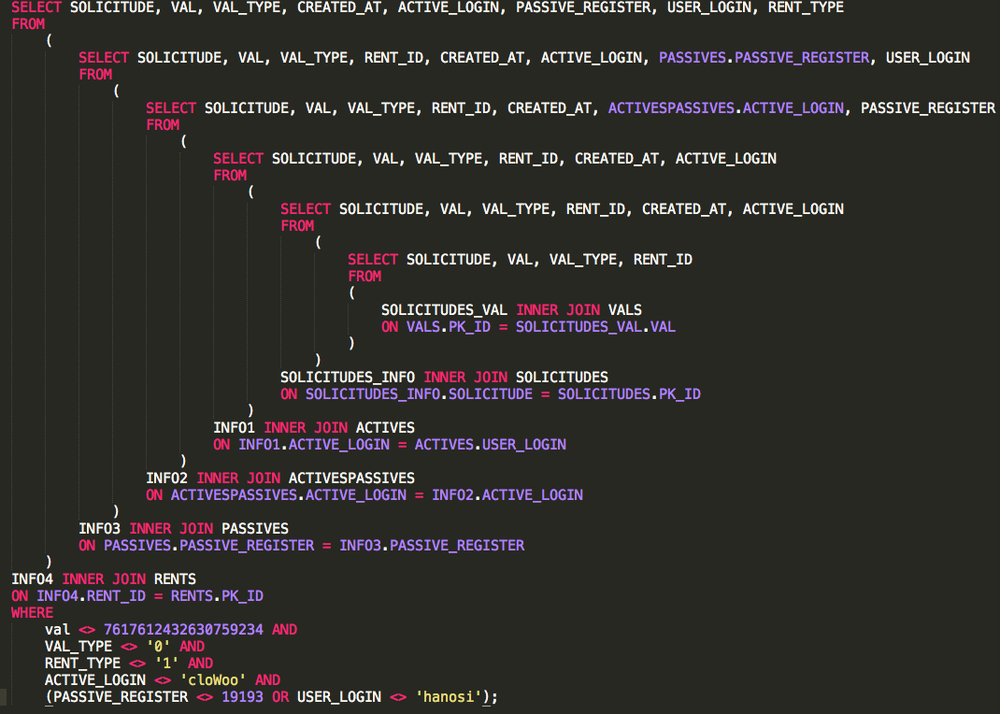 SELECT SOLICITUDE, VAL, VAL_TYPE, CREATED_AT, ACTIVE_LOGIN, PASSIVE_REGISTER, USER_LOGIN, RENT_TYPE
FROM
(
SELECT SOLICITUDE, VAL, VAL_TYPE, RENT_ID, CREATED_AT, ACTIVE_LOGIN, PASSIVES.PASSIVE_REGISTER, USER_LOGIN
FROM
(
SELECT SOLICITUDE, VAL, VAL_TYPE, RENT_ID, CREATED_AT, ACTIVESPASSIVES.ACTIVE_LOGIN, PASSIVE_REGISTER
FROM
(
SELECT SOLICITUDE, VAL, VAL_TYPE, RENT_ID, CREATED_AT, ACTIVE_LOGIN
FROM
(
SELECT SOLICITUDE, VAL, VAL_TYPE, RENT_ID, CREATED_AT, ACTIVE_LOGIN
FROM
(
SELECT SOLICITUDE, VAL, VAL_TYPE, RENT_ID
FROM
(
SOLICITUDES_VAL INNER JOIN VALS
ON VALS.PK_ID = SOLICITUDES_VAL.VAL
)
)
SOLICITUDES_INFO INNER JOIN SOLICITUDES
ON SOLICITUDES_INFO.SOLICITUDE = SOLICITUDES.PK_ID
)
INFO1 INNER JOIN ACTIVES
ON INFO1.ACTIVE_LOGIN = ACTIVES.USER_LOGIN
)
INFO2 INNER JOIN ACTIVESPASSIVES
ON ACTIVESPASSIVES.ACTIVE_LOGIN = INFO2.ACTIVE_LOGIN
)
INFO3 INNER JOIN PASSIVES
ON PASSIVES.PASSIVE_REGISTER = INFO3.PASSIVE_REGISTER
)
INFO4 INNER JOIN RENTS
ON INFO4.RENT_ID = RENTS.PK_ID
WHERE
val <> 7617612432630759234 AND
VAL_TYPE <> '0' AND
RENT_TYPE <> '1' AND
ACTIVE_LOGIN <> 'cloWoo' AND
(PASSIVE_REGISTER <> 19193 OR USER_LOGIN <> 'hanosi');